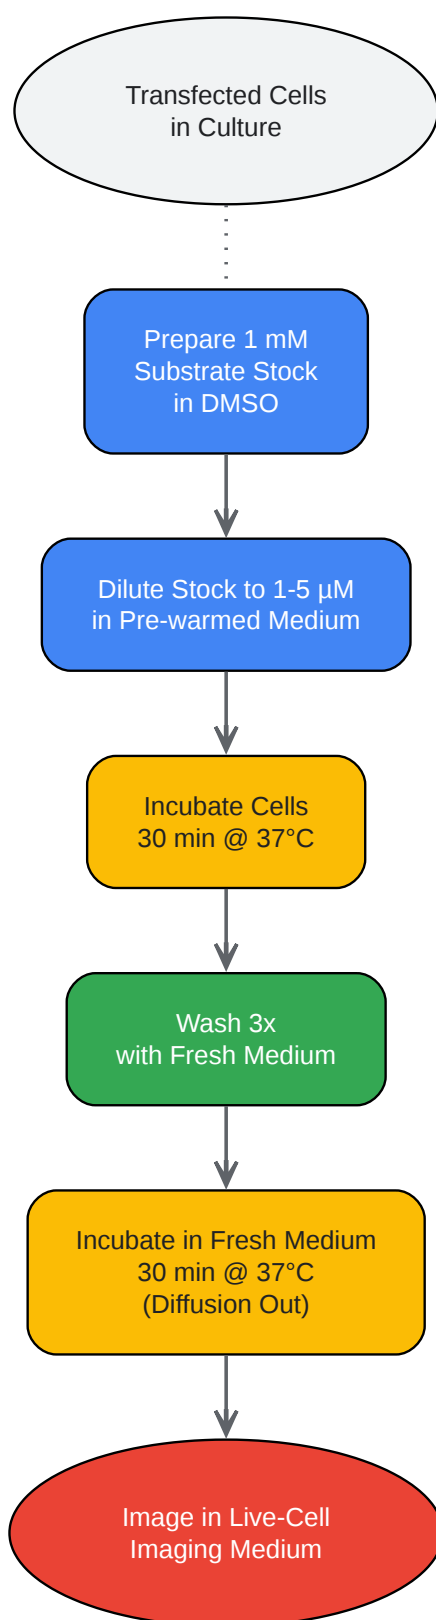 Transfected Cells
in Culture
Prepare 1 mM
Substrate Stock
in DMSO
Dilute Stock to 1-5 µM
in Pre-warmed Medium
Incubate Cells
30 min @ 37°C
Wash 3x
with Fresh Medium
Incubate in Fresh Medium
30 min @ 37°C
(Diffusion Out)
Image in Live-Cell
Imaging Medium